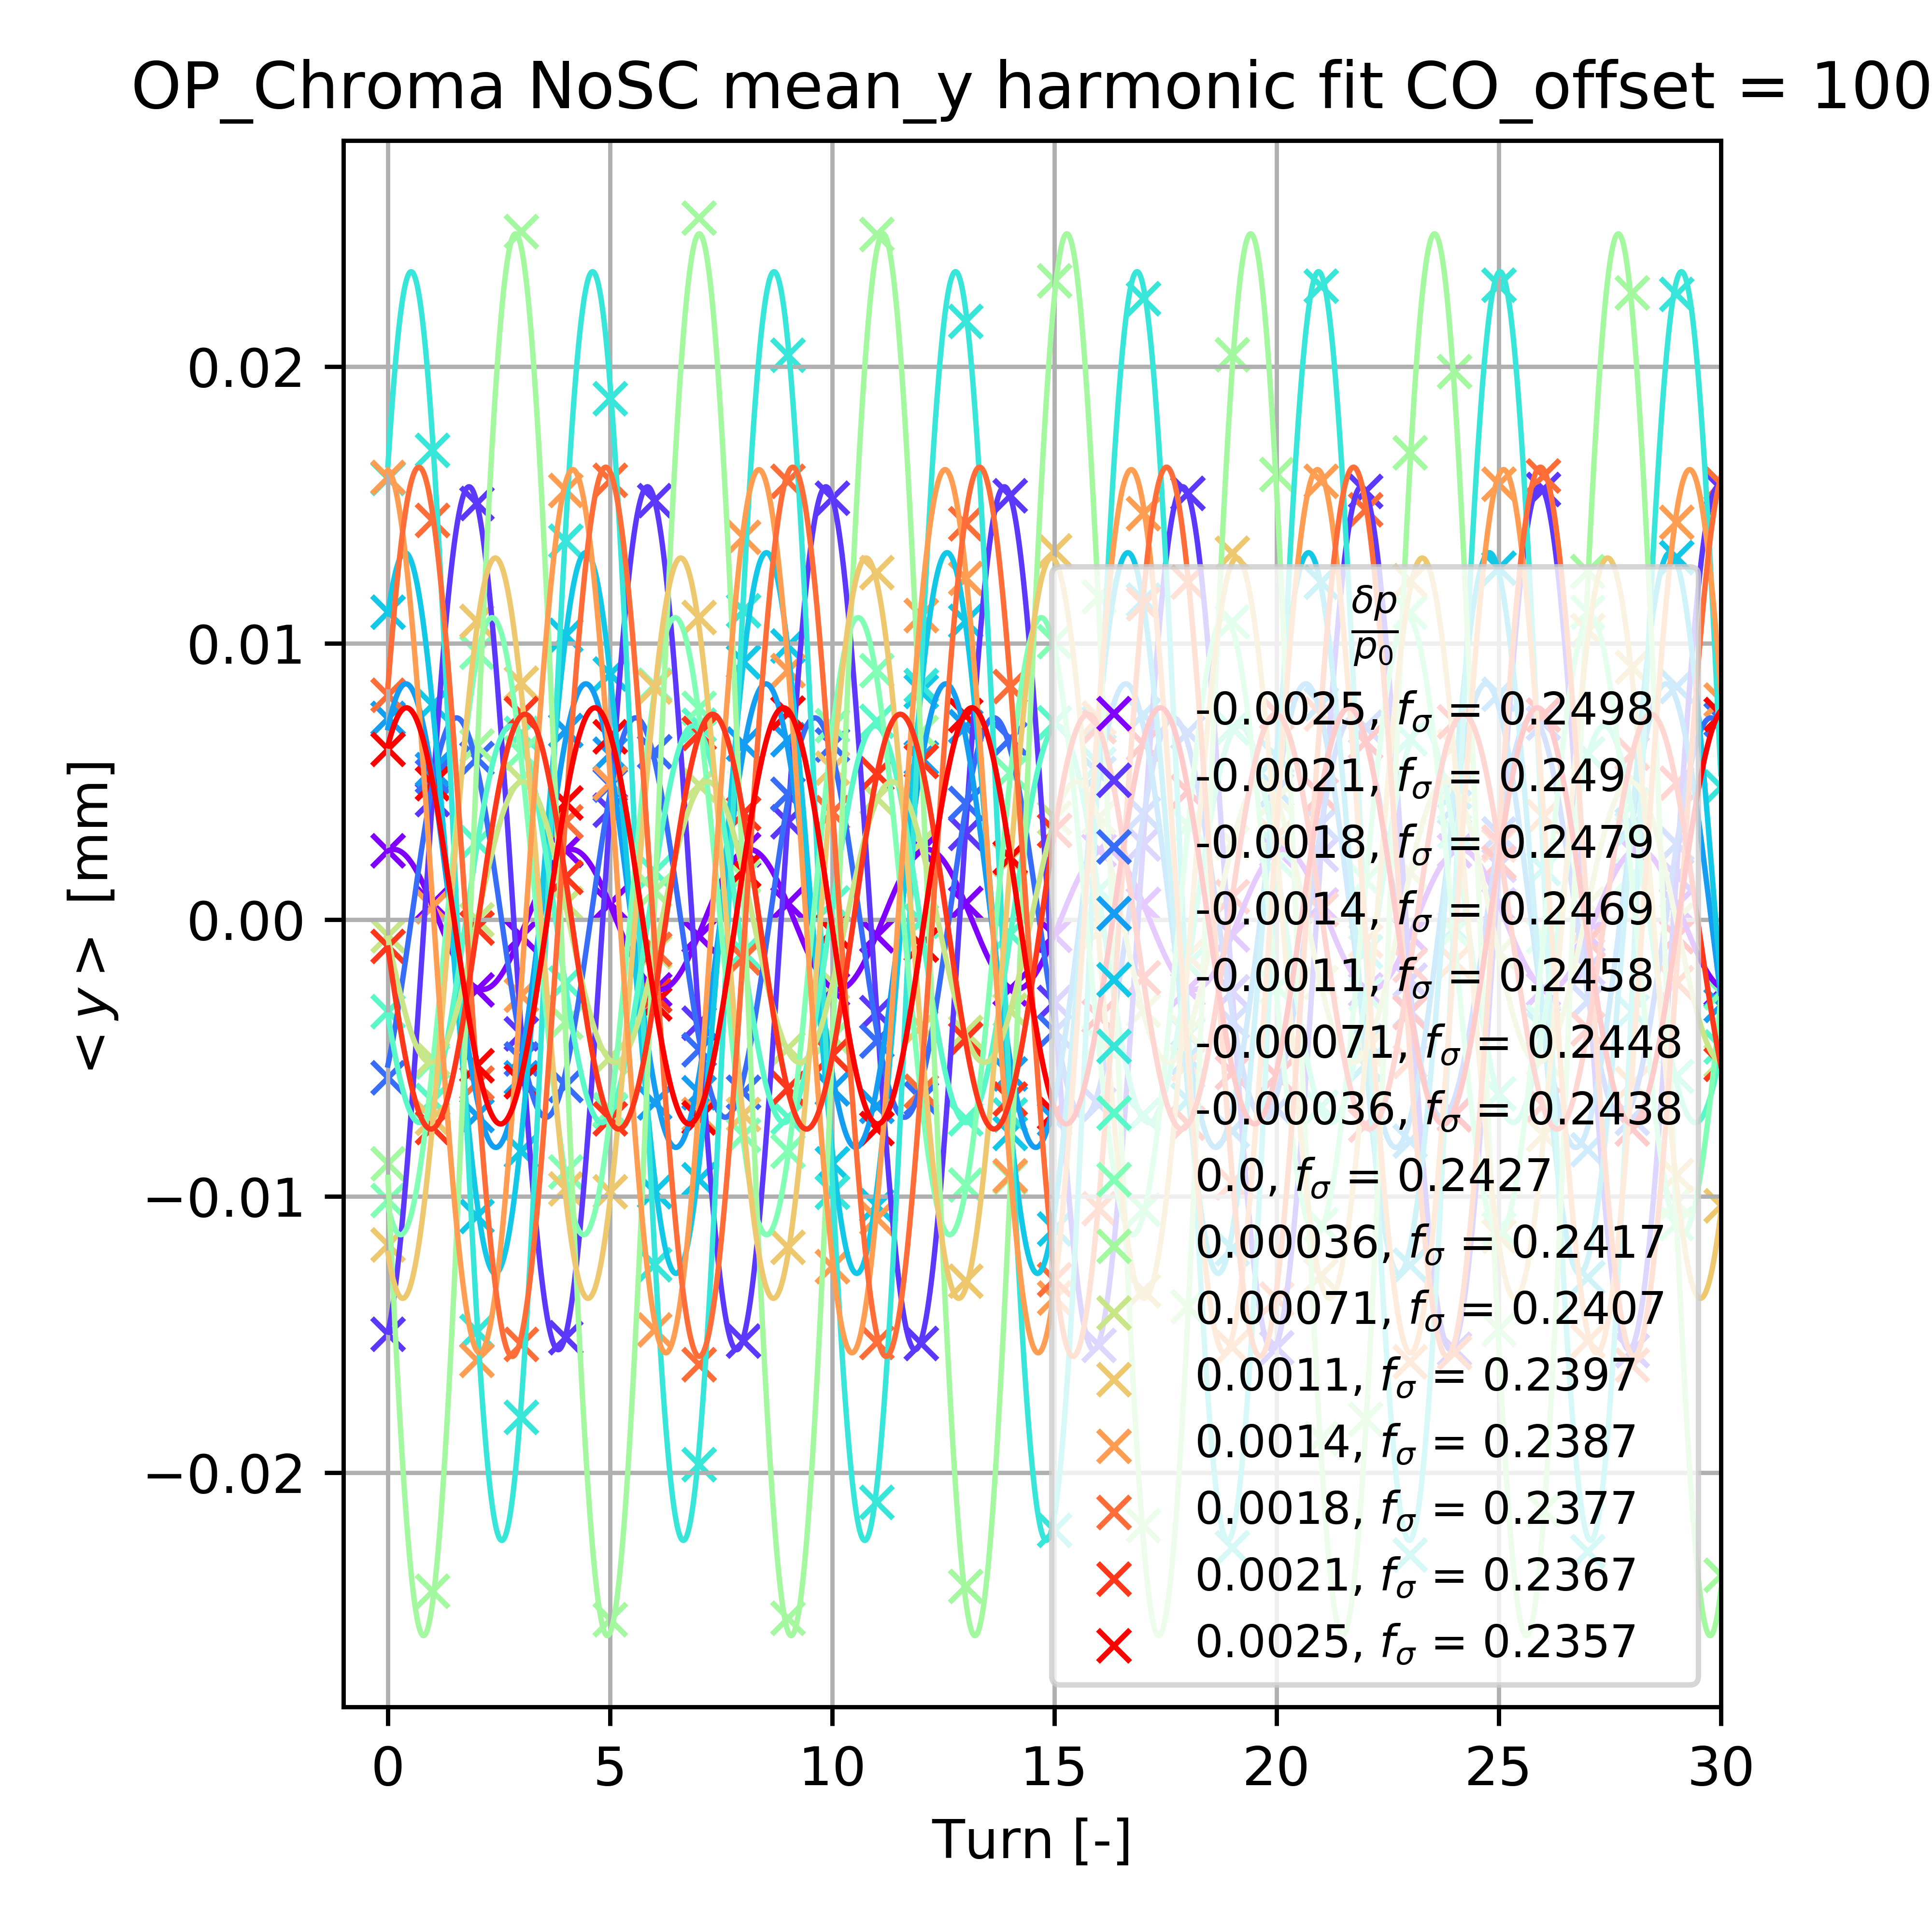 OP_Chroma NoSC mean_y harmonic fit CO_offset = 100
0.02
0.01
0.00
−0.01
−0.02
< y > [mm]
δp
p0
-0.0025, fσ = 0.2498
-0.0021, fσ = 0.249
-0.0018, fσ = 0.2479
-0.0014, fσ = 0.2469
-0.0011, fσ = 0.2458
-0.00071, fσ = 0.2448
-0.00036, fσ = 0.2438
0.0, fσ = 0.2427
0.00036, fσ = 0.2417
0.00071, fσ = 0.2407
0.0011, fσ = 0.2397
0.0014, fσ = 0.2387
0.0018, fσ = 0.2377
0.0021, fσ = 0.2367
0.0025, fσ = 0.2357
0 5 10 15 20 25 30
Turn [-]